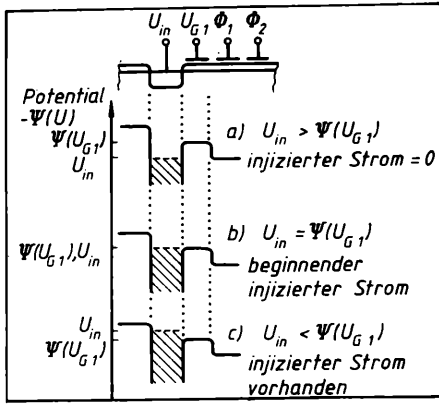 U_in U_G1 Φ_1 Φ_2
Potential
-Ψ(U)
Ψ(U_G1)
U_in
a) U_in > Ψ(U_G1)
injizierter Strom = 0
Ψ(U_G1), U_in
b) U_in = Ψ(U_G1)
beginnender
injizierter
Strom
U_in
Ψ(U_G1)
c) U_in < Ψ(U_G1)
injizierter Strom
vorhanden